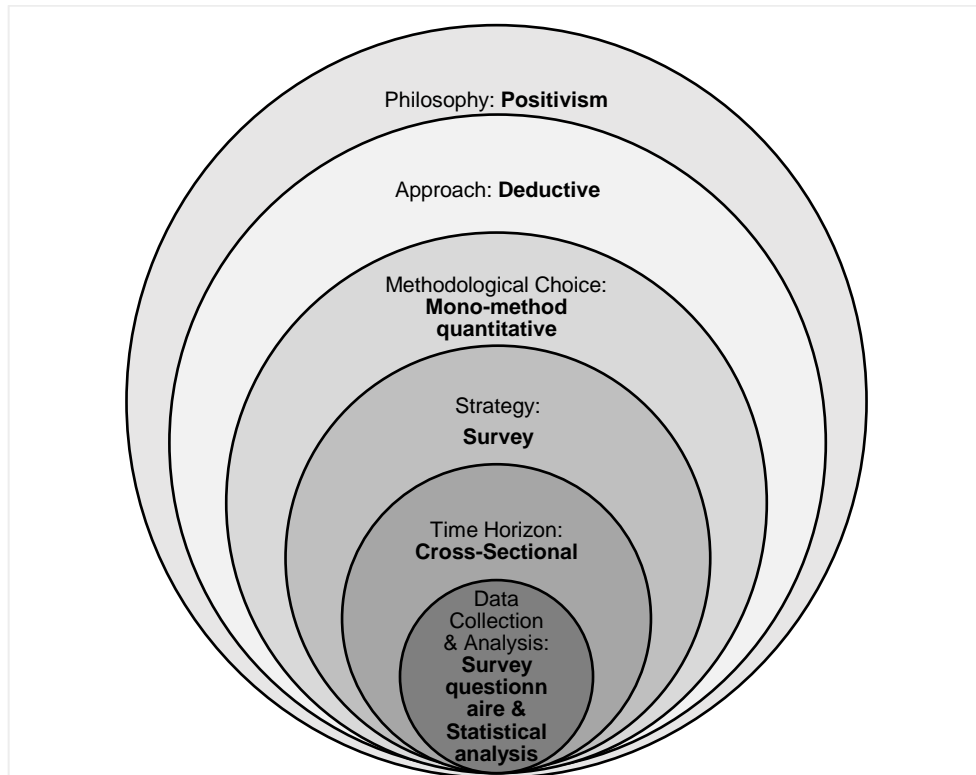 Philosophy: Positivism
Approach: Deductive
Methodological Choice:
Mono-method
quantitative
Strategy:
Survey
Time Horizon:
Cross-Sectional
Data
Collection
& Analysis:
Survey
questionn
aire &
Statistical
analysis